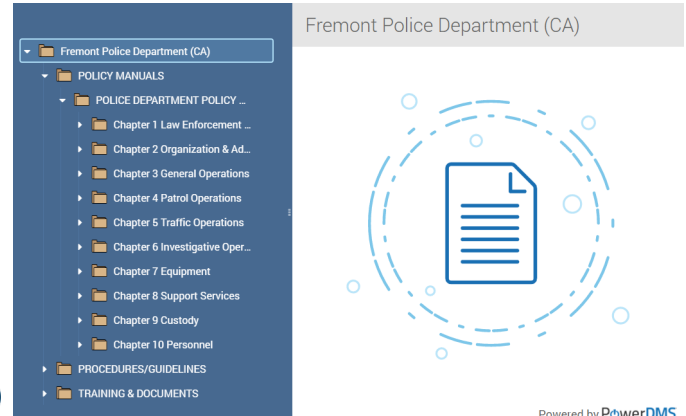 Fremont Police Department (CA)
Fremont Police Department (CA)
POLICY MANUALS
POLICE DEPARTMENT POLICY ...
Chapter 1 Law Enforcement ...
Chapter 2 Organization & Ad...
Chapter 3 General Operations
Chapter 4 Patrol Operations
Chapter 5 Traffic Operations
Chapter 6 Investigative Oper...
Chapter 7 Equipment
Chapter 8 Support Services
Chapter 9 Custody
Chapter 10 Personnel
PROCEDURES/GUIDELINES
TRAINING & DOCUMENTS
Powered by PowerDMS